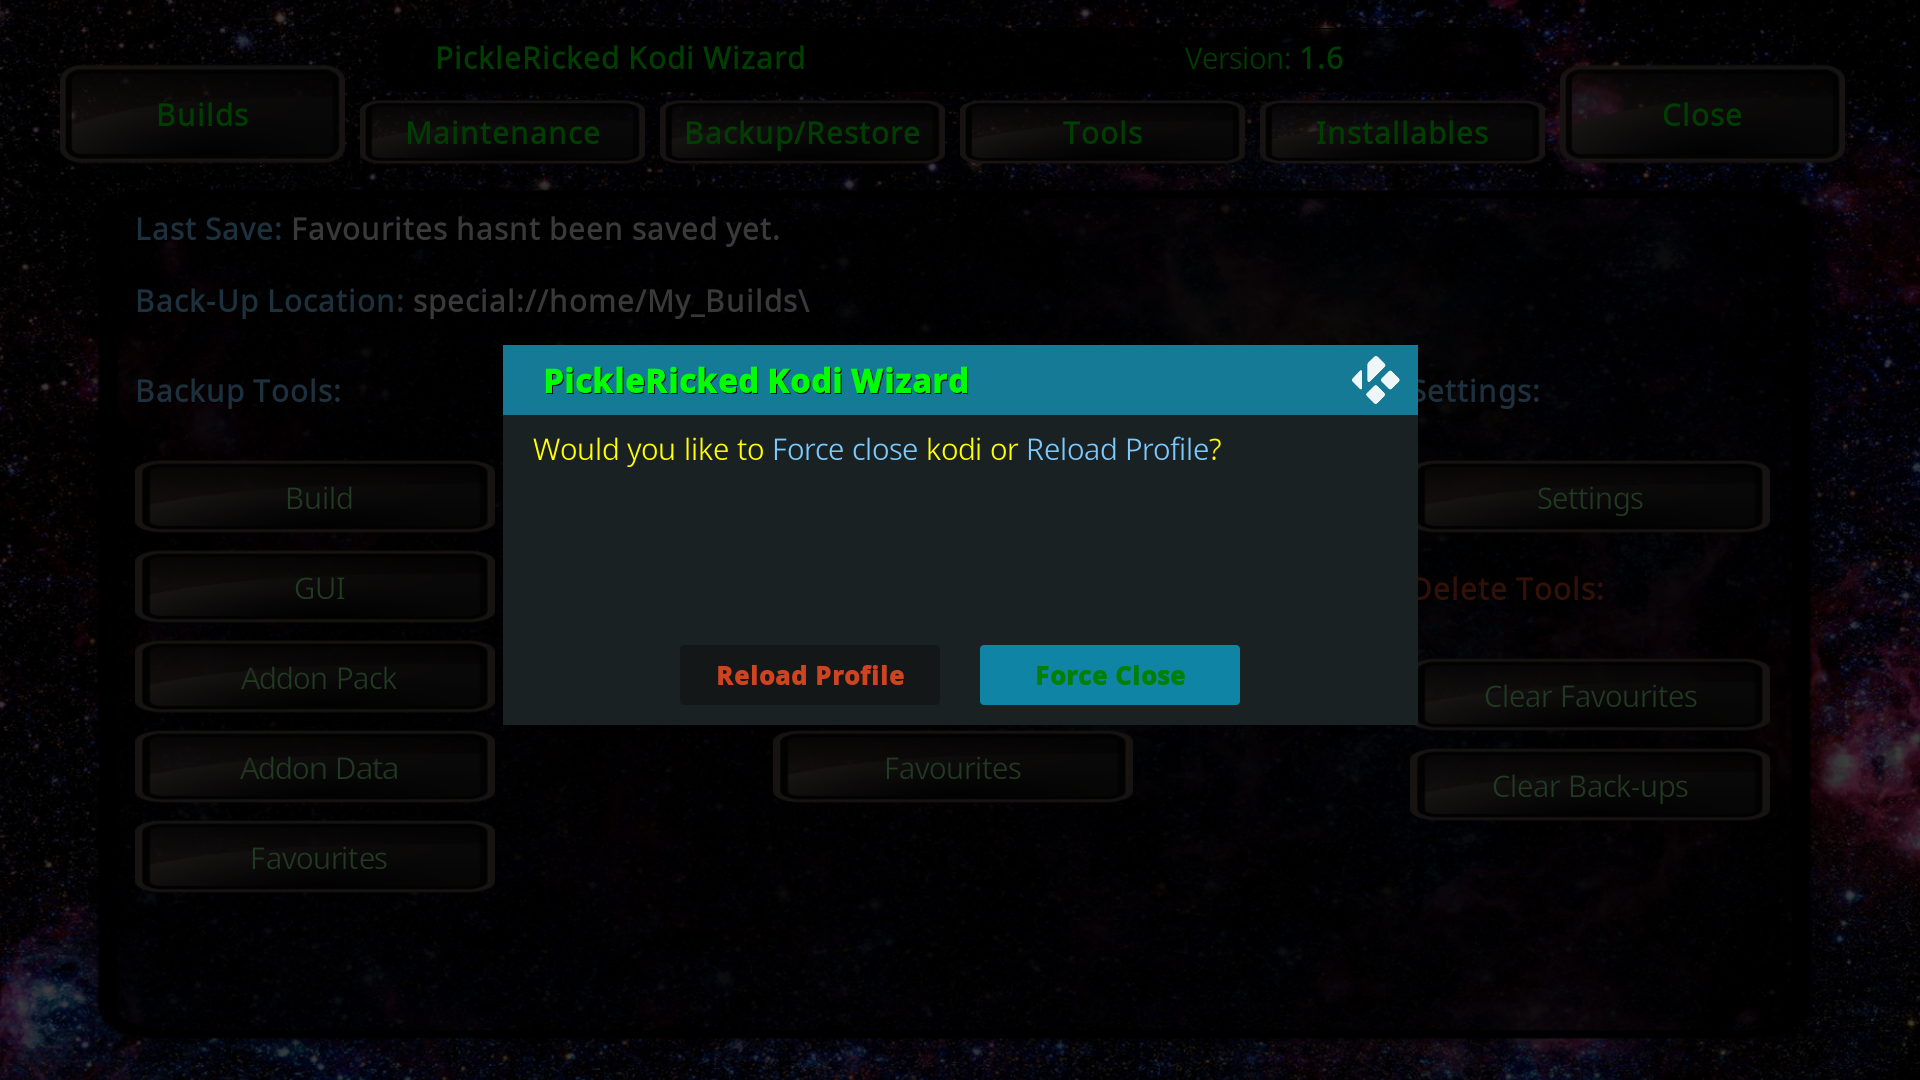 PickleRicked Kodi Wizard
Version: 1.6
Builds
Maintenance
Backup/Restore
Tools
Installables
Close
Last Save: Favourites hasnt been saved yet.
Back-Up Location: special://home/My_Builds\
Backup Tools:
Settings:
PickleRicked Kodi Wizard
Would you like to Force close kodi or Reload Profile?
Reload Profile
Force Close
Build
GUI
Addon Pack
Addon Data
Favourites
Favourites
Settings
Delete Tools:
Clear Favourites
Clear Back-ups